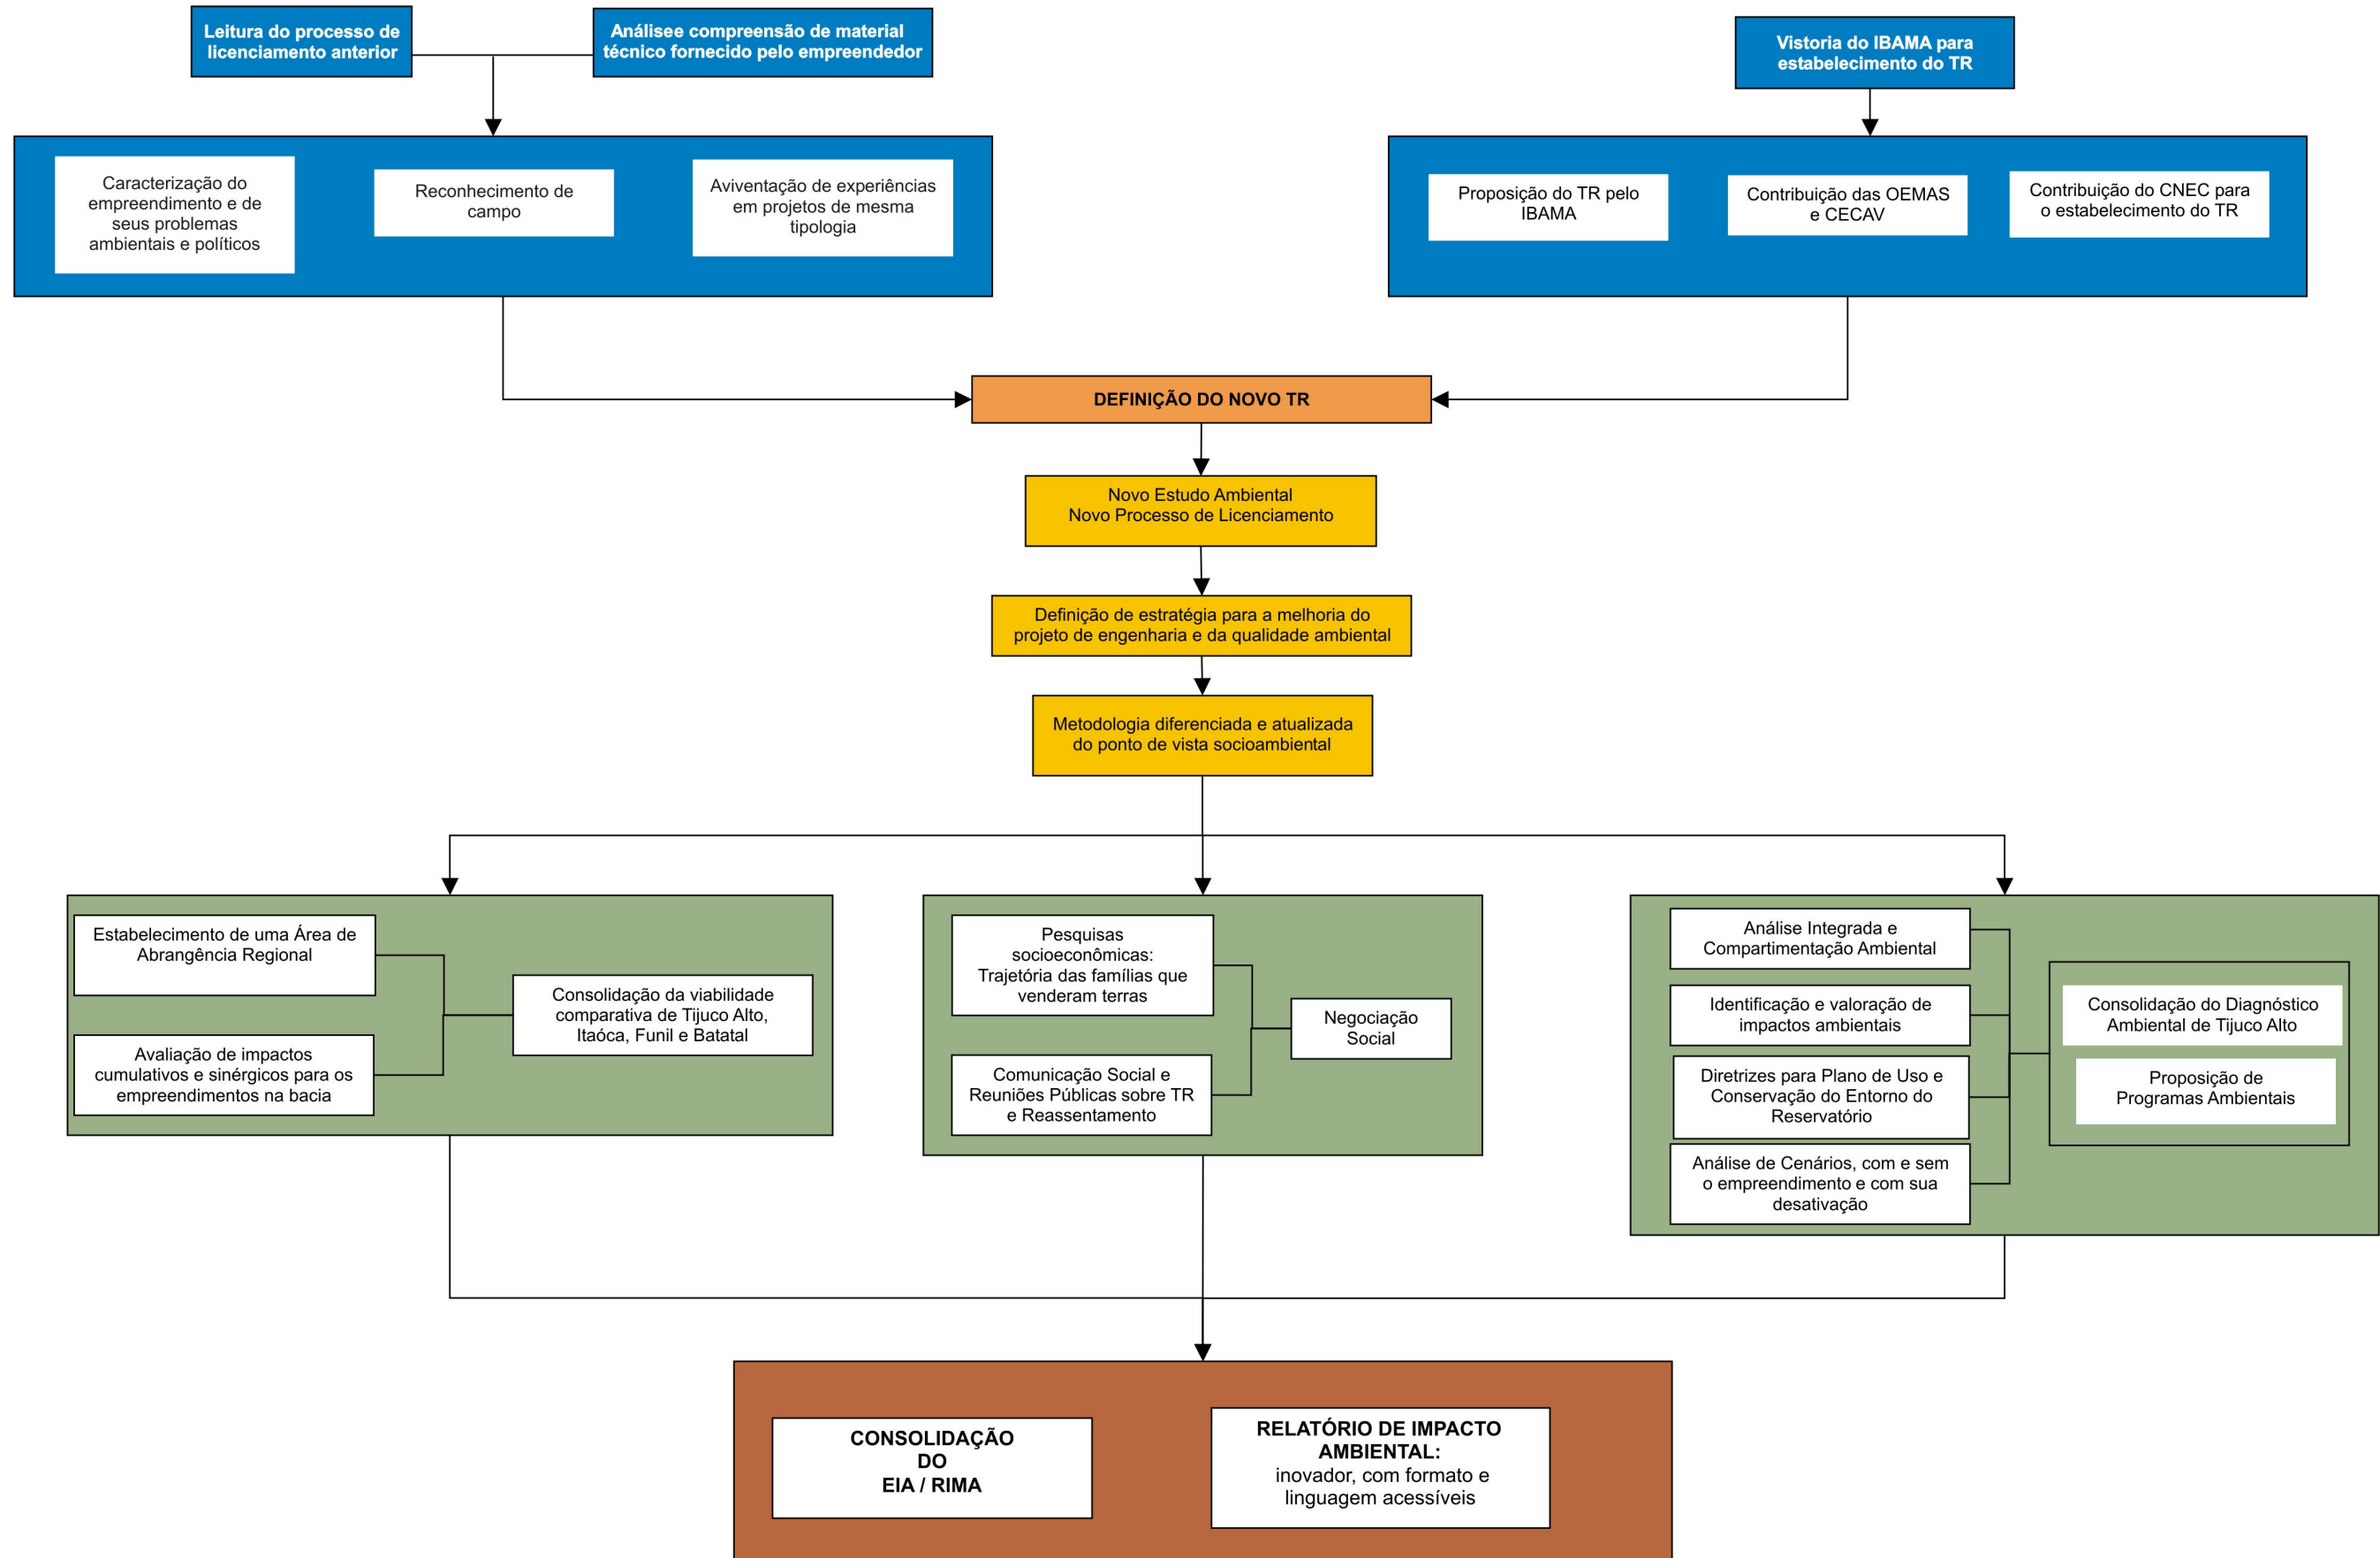 Leitura do processo de
licenciamento anterior
Análisee compreensão de material
técnico fornecido pelo empreendedor
Vistoria do IBAMA para
estabelecimento do TR
Caracterização do
empreendimento e de
seus problemas
ambientais e políticos
Reconhecimento de
campo
Aviventação de experiências
em projetos de mesma
tipologia
Proposição do TR pelo
IBAMA
Contribuição das OEMAS
e CECAV
Contribuição do CNEC para
o estabelecimento do TR
DEFINIÇÃO DO NOVO TR
Novo Estudo Ambiental
Novo Processo de Licenciamento
Definição de estratégia para a melhoria do
projeto de engenharia e da qualidade ambiental
Metodologia diferenciada e atualizada
do ponto de vista socioambiental
Estabelecimento de uma Área de
Abrangência Regional
Avaliação de impactos
cumulativos e sinérgicos para os
empreendimentos na bacia
Consolidação da viabilidade
comparativa de Tijuco Alto,
Itaóca, Funil e Batatal
Pesquisas
socioeconômicas:
Trajetória das famílias que
venderam terras
Comunicação Social e
Reuniões Públicas sobre TR
e Reassentamento
Negociação
Social
Análise Integrada e
Compartimentação Ambiental
Identificação e valoração de
impactos ambientais
Diretrizes para Plano de Uso e
Conservação do Entorno do
Reservatório
Análise de Cenários, com e sem
o empreendimento e com sua
desativação
Consolidação do Diagnóstico
Ambiental de Tijuco Alto
Proposição de
Programas Ambientais
CONSOLIDAÇÃO
DO
EIA / RIMA
RELATÓRIO DE IMPACTO
AMBIENTAL:
inovador, com formato e
linguagem acessíveis